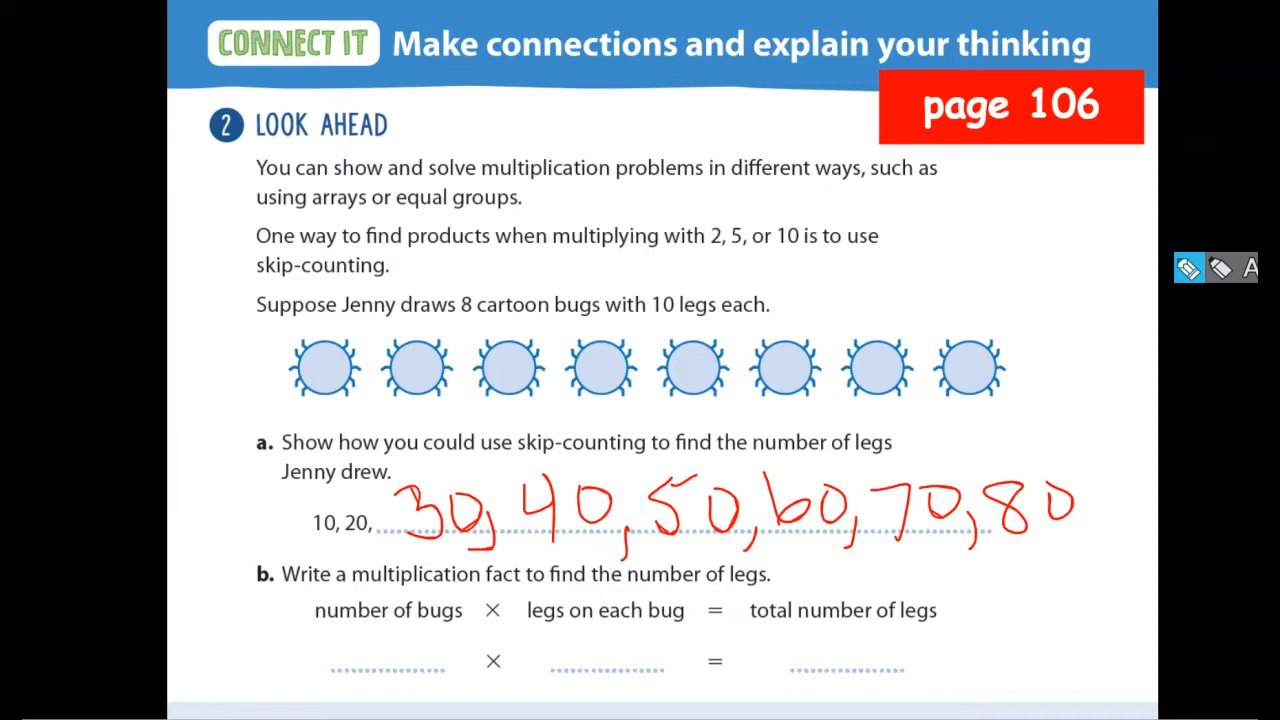 CONNECT IT Make connections and explain your thinking
page 106
2 LOOK AHEAD
You can show and solve multiplication problems in different ways, such as
using arrays or equal groups.
One way to find products when multiplying with 2, 5, or 10 is to use
skip-counting.
Suppose Jenny draws 8 cartoon bugs with 10 legs each.
a. Show how you could use skip-counting to find the number of legs
Jenny drew.
10, 20, 30, 40, 50, 60, 70, 80
b. Write a multiplication fact to find the number of legs.
number of bugs × legs on each bug = total number of legs
× =
A